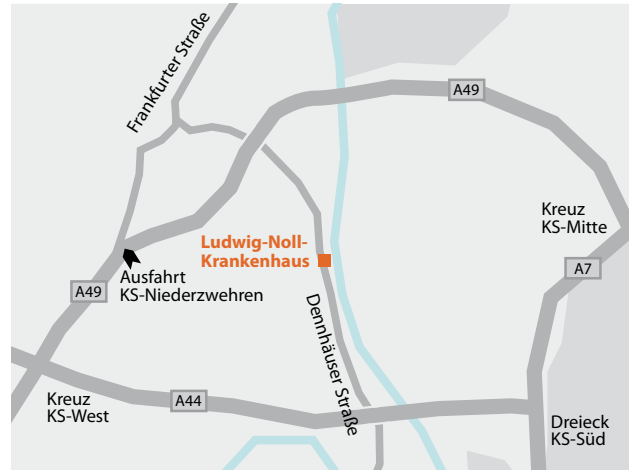 Frankfurter Straße
A49
Kreuz
KS-Mitte
Ludwig-Noll-
Krankenhaus
A7
Ausfahrt
KS-Niederzwehren
A49
Dennhäuser Straße
Kreuz
KS-West
A44
Dreieck
KS-Süd